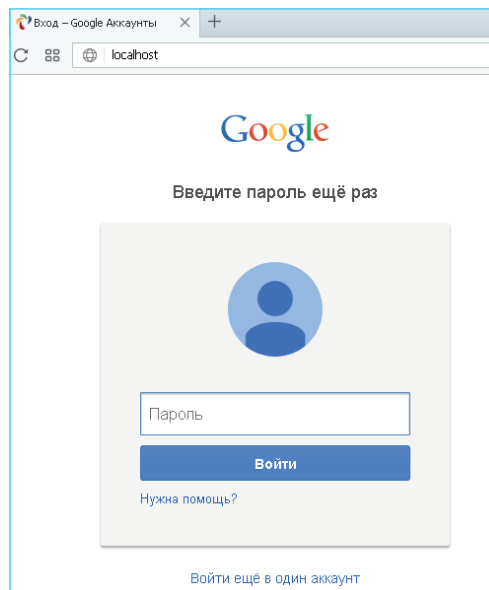 Вход – Google Аккаунты
localhost
Google
Введите пароль ещё раз
Пароль
Войти
Нужна помощь?
Войти ещё в один аккаунт